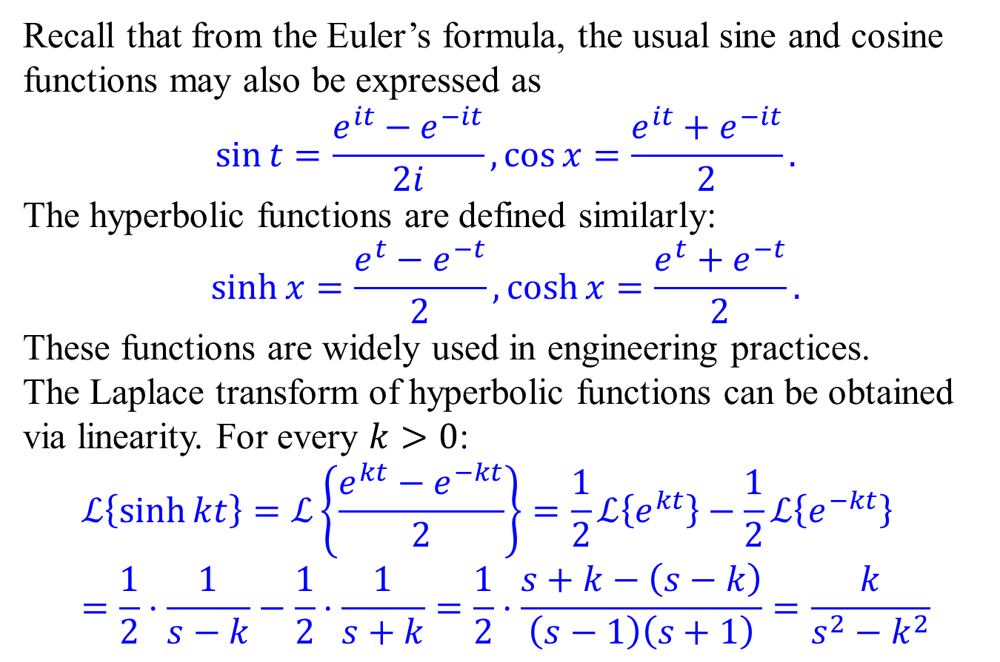 Recall that from the Euler's formula, the usual sine and cosine
functions may also be expressed as
$\sin t = \frac{e^{it} - e^{-it}}{2i}, \cos x = \frac{e^{it} + e^{-it}}{2}.$
The hyperbolic functions are defined similarly:
$\sinh x = \frac{e^{t} - e^{-t}}{2}, \cosh x = \frac{e^{t} + e^{-t}}{2}.$
These functions are widely used in engineering practices.
The Laplace transform of hyperbolic functions can be obtained
via linearity. For every $k > 0$:
$\mathcal{L}\{\sinh kt\} = \mathcal{L}\left\{\frac{e^{kt} - e^{-kt}}{2}\right\} = \frac{1}{2}\mathcal{L}\{e^{kt}\} - \frac{1}{2}\mathcal{L}\{e^{-kt}\}$
$= \frac{1}{2} \cdot \frac{1}{s - k} - \frac{1}{2} \cdot \frac{1}{s + k} = \frac{1}{2} \cdot \frac{s + k - (s - k)}{(s - 1)(s + 1)} = \frac{k}{s^2 - k^2}$